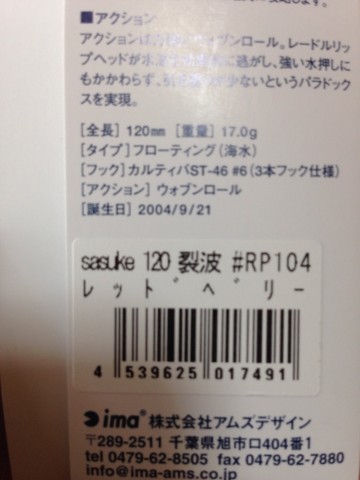 ■アクション
アクションは ウォブンロール。レードルリッ
プヘッドが水 に逃がし、強い水押しに
もかかわらず、 少ないというパラドック
スを実現。
[全長] 120mm [重量] 17.0g
[タイプ] フローティング(海水)
[フック] カルティバST-46 #6(3本フック仕様)
[アクション] ウォブンロール
[誕生日] 2004/9/21
sasuke 120 裂波 #RP104
レッドベリー
4 539625 017491
ima® 株式会社アムズデザイン
〒289-2511 千葉県旭市イ404番1
tel.0479-62-8505 fax.0479-62-7880
info@ima-ams.co.jp